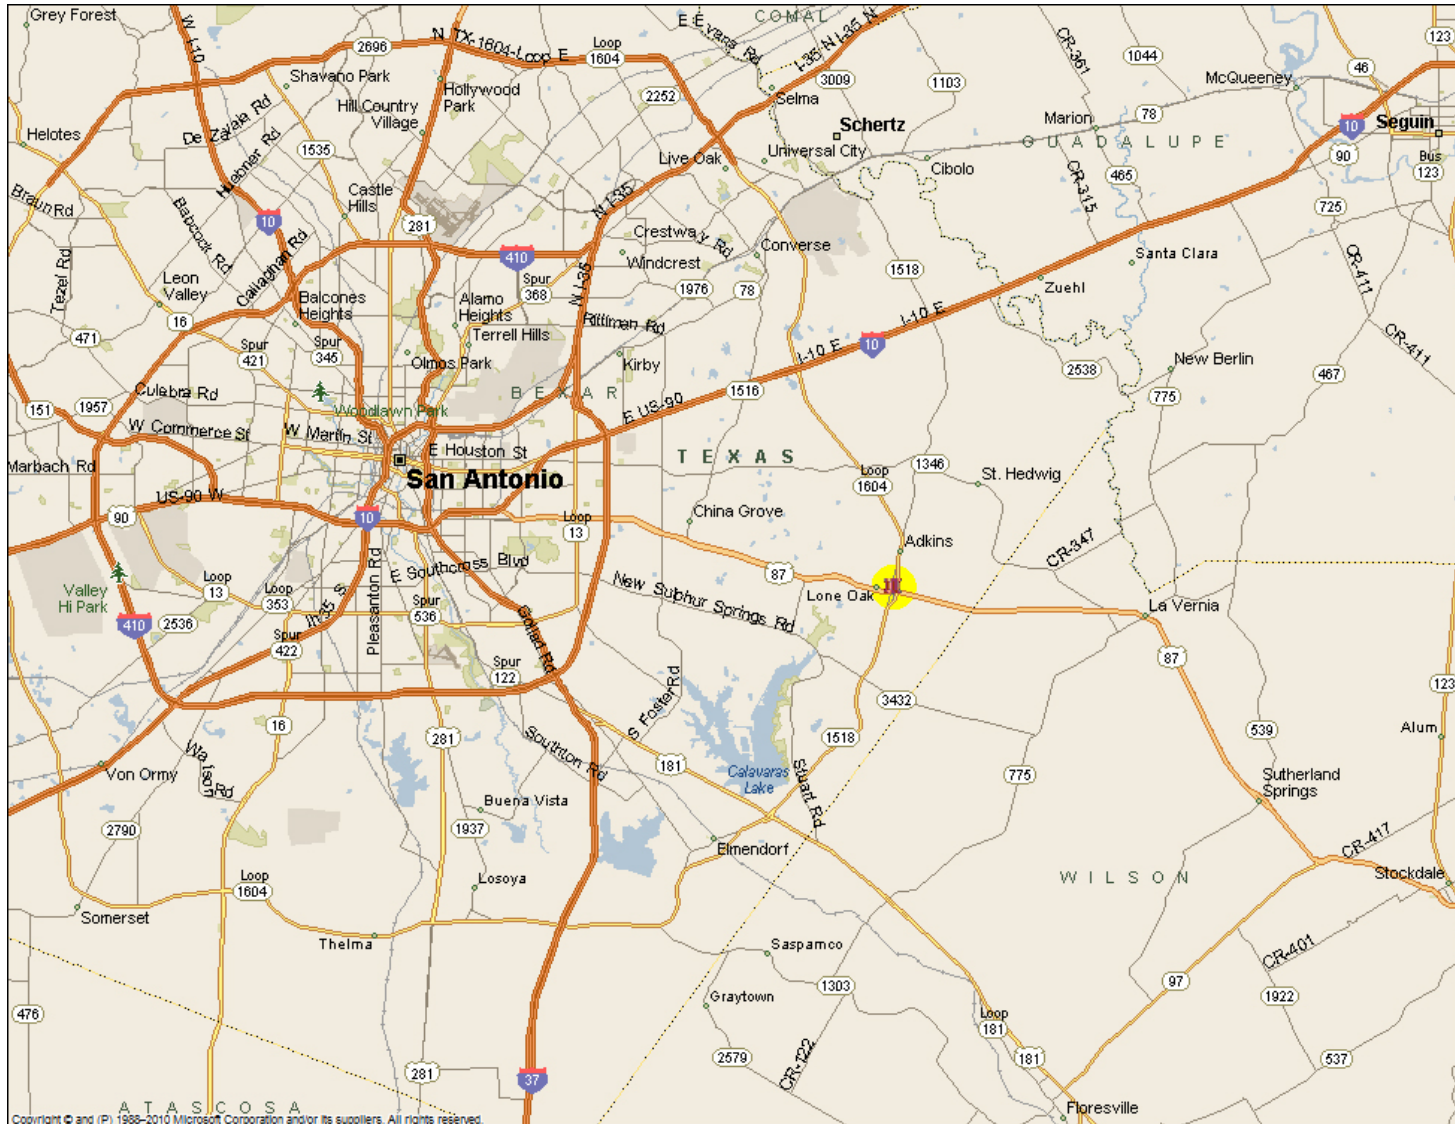 Grey Forest
W I-10
2696
N TX-1604-Loop E
Loop
1604
E Evans Rd
COMAL
I-35 N I-35 N
CR-361
1044
123
46
McQueeney
Shavano Park
Hollywood
Park
Hill Country
Village
2252
3009
Selma
1103
Schertz
Marion
78
10
Seguin
90
Bus
123
Helotes
De Zavala Rd
Huebner Rd
1535
Live Oak
Universal City
Cibolo
GUADALUPE
Braun Rd
Babcock Rd
Castle
Hills
N I-35
CR-315
465
725
10
281
Crestway Rd
Converse
Windcrest
1518
Santa Clara
CR-411
Tezel Rd
Callaghan Rd
410
Leon
Valley
Spur
368
N I-35
1976
78
Zuehl
16
Balcones
Heights
Alamo
Heights
Terrell Hills
Rittiman Rd
I-10 E
471
Spur
421
Spur
345
Olmos Park
Kirby
I-10 E
10
2538
New Berlin
467
CR-411
Culebra Rd
151
1957
Woodlawn Park
BEXAR
E US-90
1516
775
W Commerce St
W Martin St
E Houston St
TEXAS
Marbach Rd
San Antonio
Loop
1604
1346
St. Hedwig
US-90 W
90
10
Loop
13
China Grove
Adkins
CR-347
Pleasanton Rd
E Southcross Blvd
87
Valley
Hi Park
Loop
13
Loop
353
Spur
536
New Sulphur Springs Rd
Lone Oak
La Vernia
410
2536
IH-35 S
Spur
422
Goliad Rd
87
Spur
122
S Foster Rd
3432
16
281
Southton Rd
181
1518
539
123
Alum
Von Ormy
Watson Rd
Calavaras
Lake
Stuart Rd
775
Sutherland
Springs
2790
Buena Vista
1937
Elmendorf
CR-417
Losoya
WILSON
Stockdale
Loop
1604
Somerset
Thelma
Saspamco
CR-401
97
1303
1922
476
Graytown
Loop
181
2579
CR-122
181
537
281
37
Floresville
ATASCOSA
Copyright © and (P) 1988–2010 Microsoft Corporation and/or its suppliers. All rights reserved.